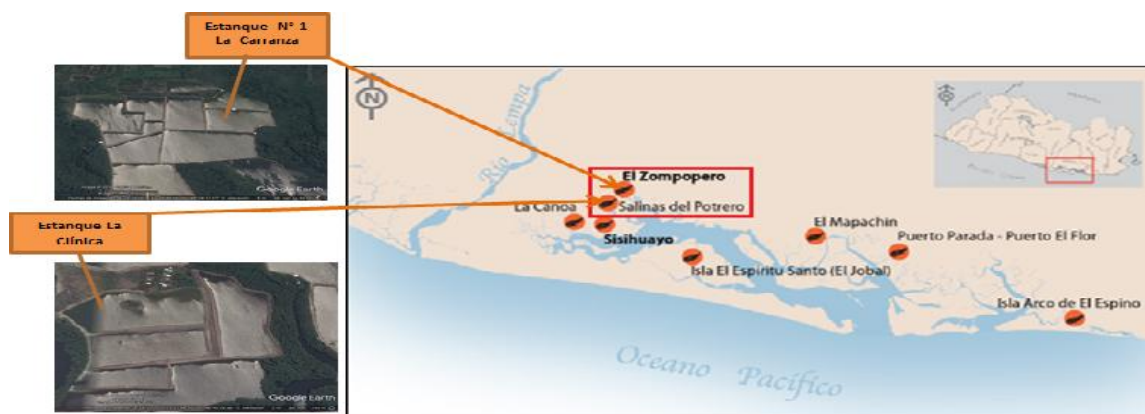 Estanque N° 1
La Carranza
Google Earth
Estanque La
Clínica
Google Earth
N
Río Lempa
El Zompopero
La Canoa
Salinas del Potrero
Sisihuayo
El Mapachin
Puerto Parada - Puerto El Flor
Isla El Espíritu Santo (El Jobal)
Isla Arco de El Espino
Oceano Pacífico